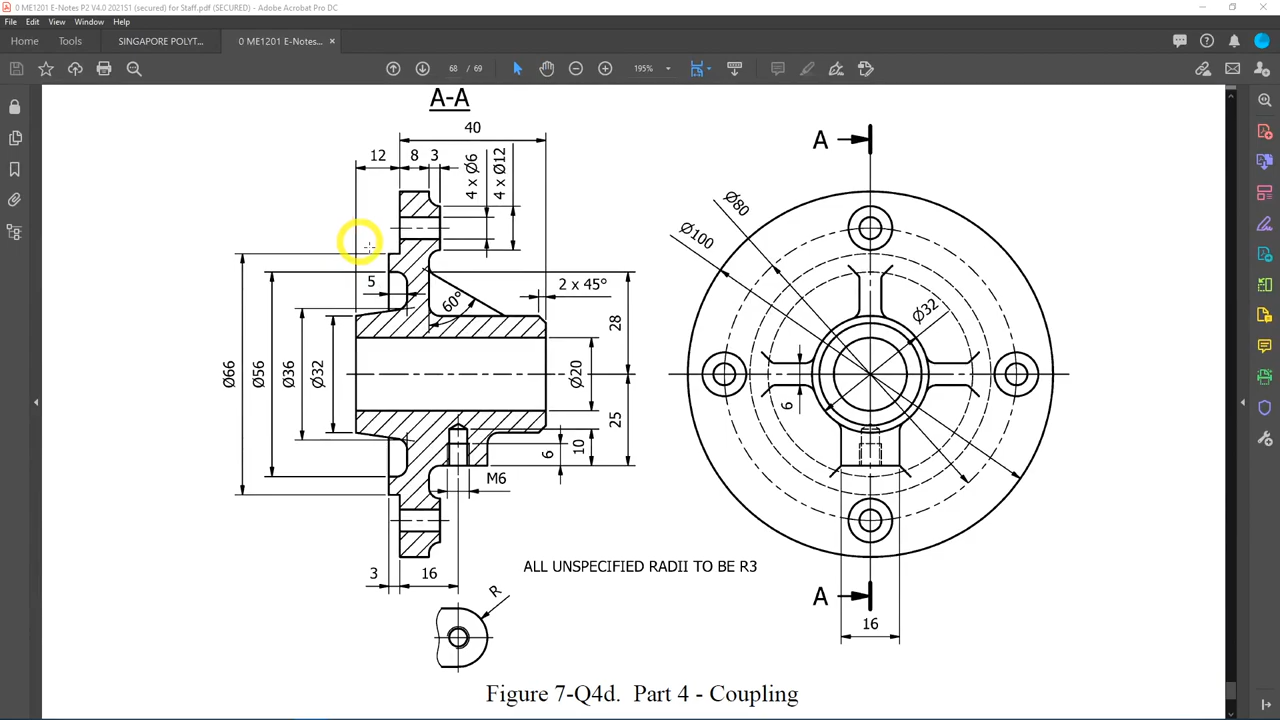 0 ME1201 E-Notes P2 V4.0 2021S1 (secured) for Staff.pdf (SECURED) - Adobe Acrobat Pro DC
File Edit View Window Help
Home Tools SINGAPORE POLYT... 0 ME1201 E-Notes... ×
68 / 69 195%
A-A
40
12 8 3
4 x Ø6
4 x Ø12
5
60°
2 x 45°
28
Ø66
Ø56
Ø36
Ø32
Ø20
25
10
6
M6
3 16
R
A
Ø80
Ø100
Ø32
6
A
16
ALL UNSPECIFIED RADII TO BE R3
Figure 7-Q4d. Part 4 - Coupling